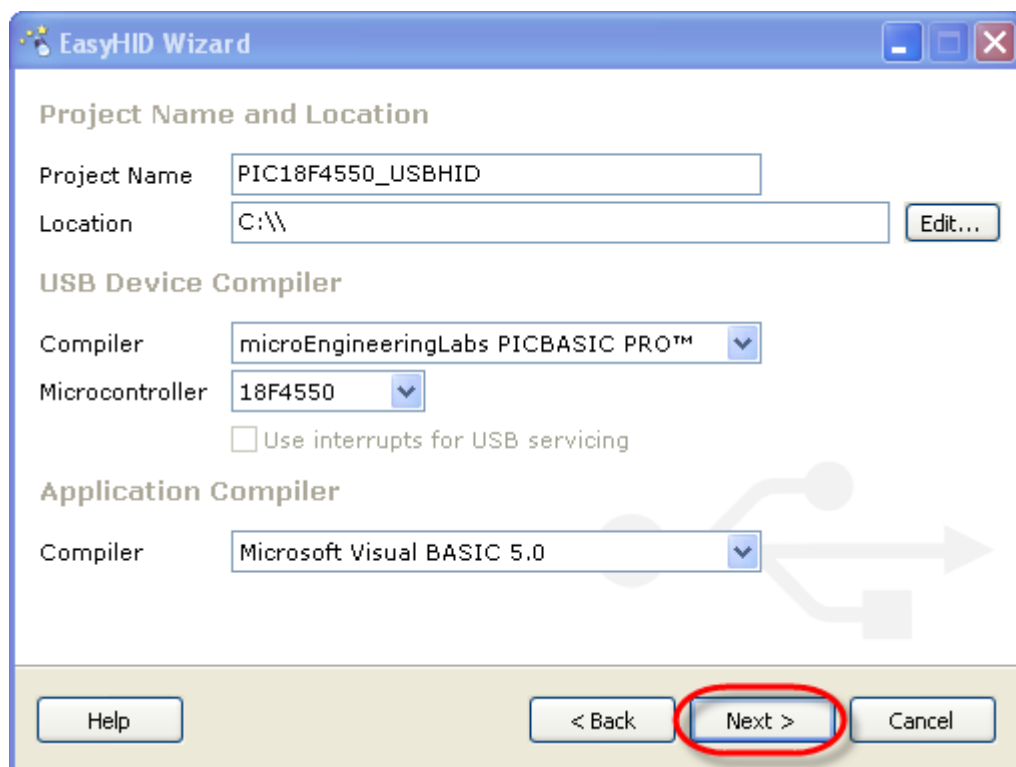 EasyHID Wizard
Project Name and Location
Project Name PIC18F4550_USBHID
Location C:\\ Edit...
USB Device Compiler
Compiler microEngineeringLabs PICBASIC PRO™
Microcontroller 18F4550
Use interrupts for USB servicing
Application Compiler
Compiler Microsoft Visual BASIC 5.0
Help < Back Next > Cancel